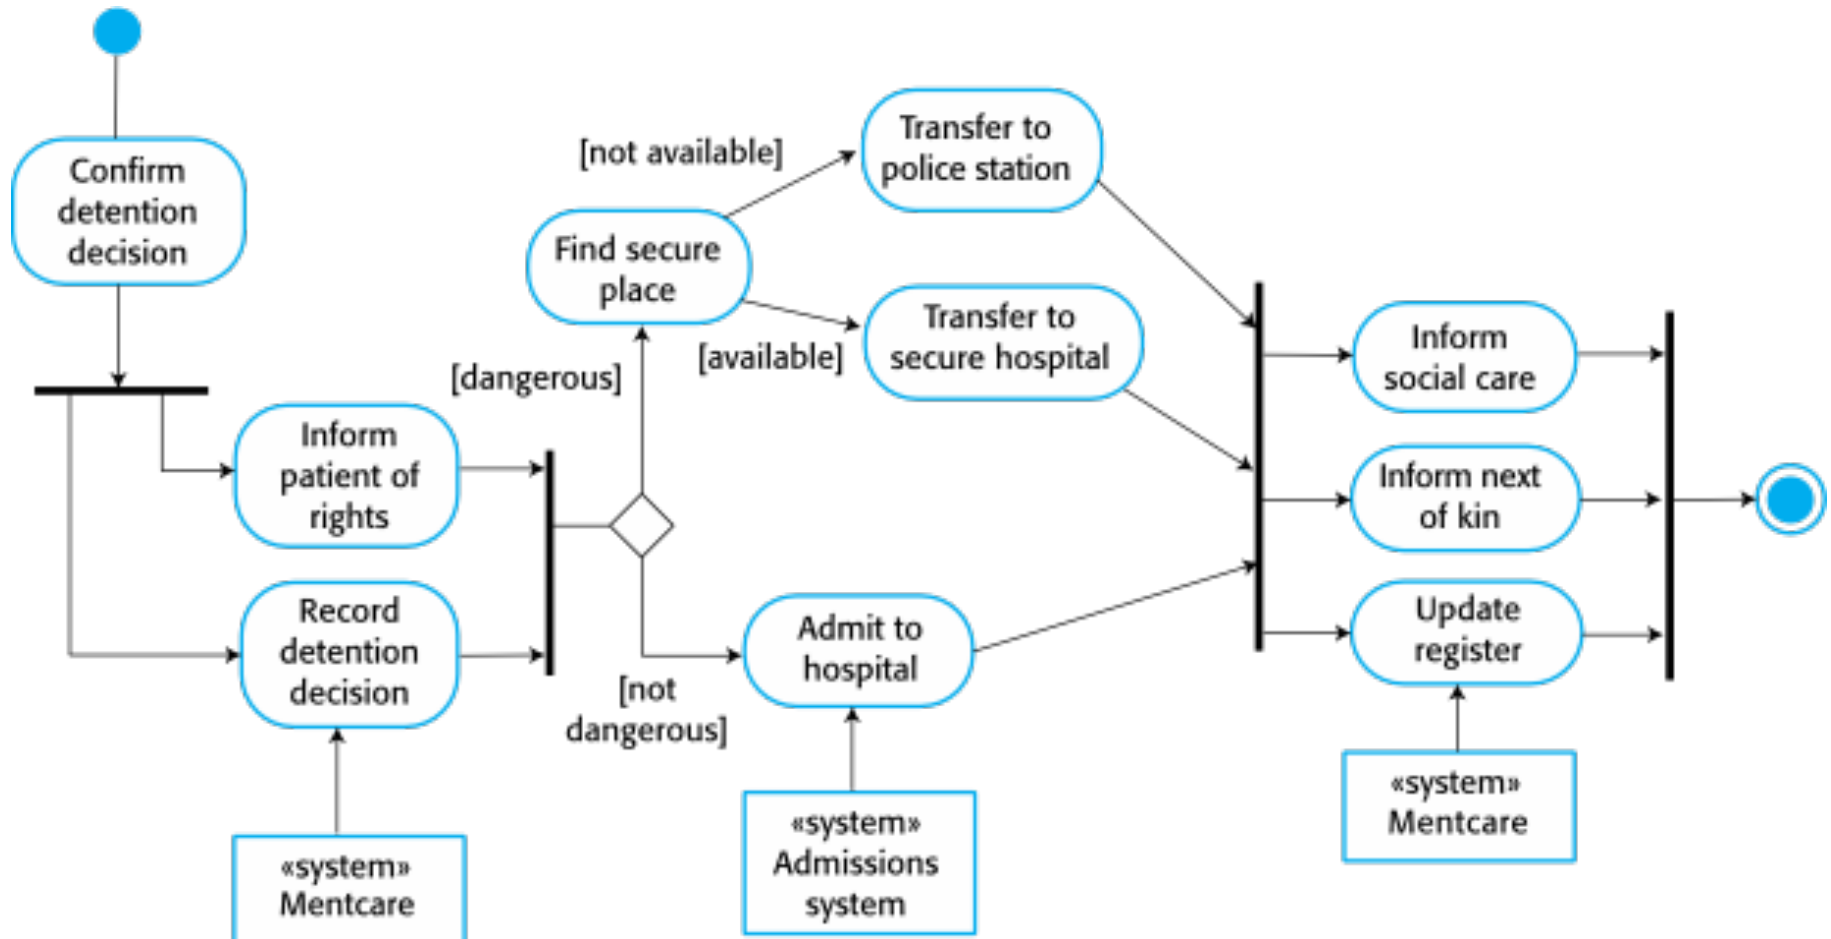 Confirm
detention
decision
Inform
patient of
rights
Record
detention
decision
«system»
Mentcare
[dangerous]
[not
dangerous]
Find secure
place
[not available]
[available]
Transfer to
police station
Transfer to
secure hospital
Admit to
hospital
«system»
Admissions
system
Inform
social care
Inform next
of kin
Update
register
«system»
Mentcare